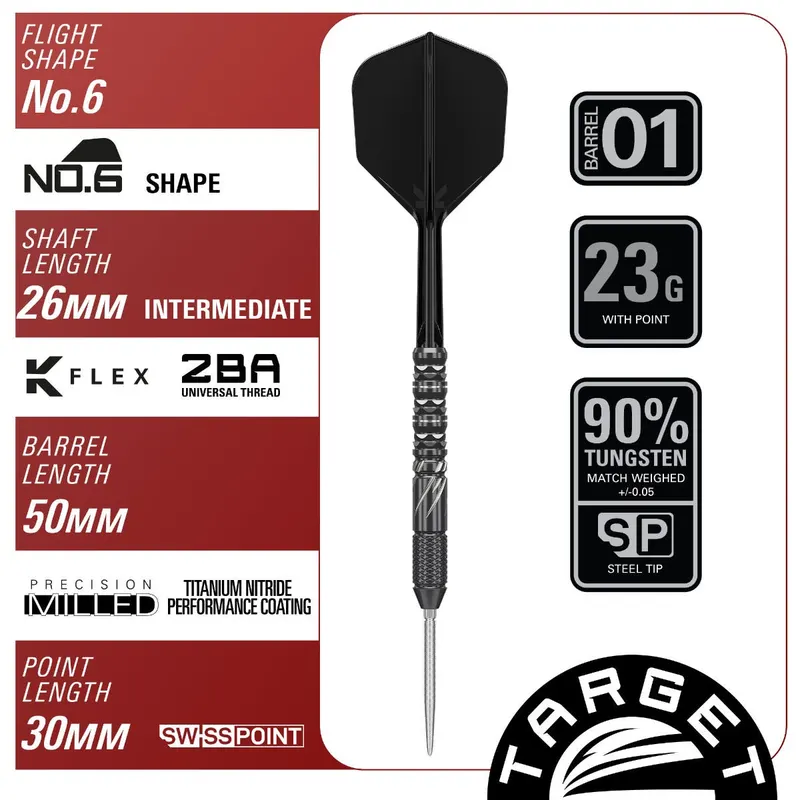 FLIGHT
SHAPE
No.6
NO.6 SHAPE
SHAFT
LENGTH
26MM INTERMEDIATE
K FLEX
2BA
UNIVERSAL THREAD
BARREL
LENGTH
50MM
PRECISION
MILLED
TITANIUM NITRIDE
PERFORMANCE COATING
POINT
LENGTH
30MM
SWISSPOINT
BARREL 01
23G
WITH POINT
90%
TUNGSTEN
MATCH WEIGHED
+/-0.05
SP
STEEL TIP
TARGET